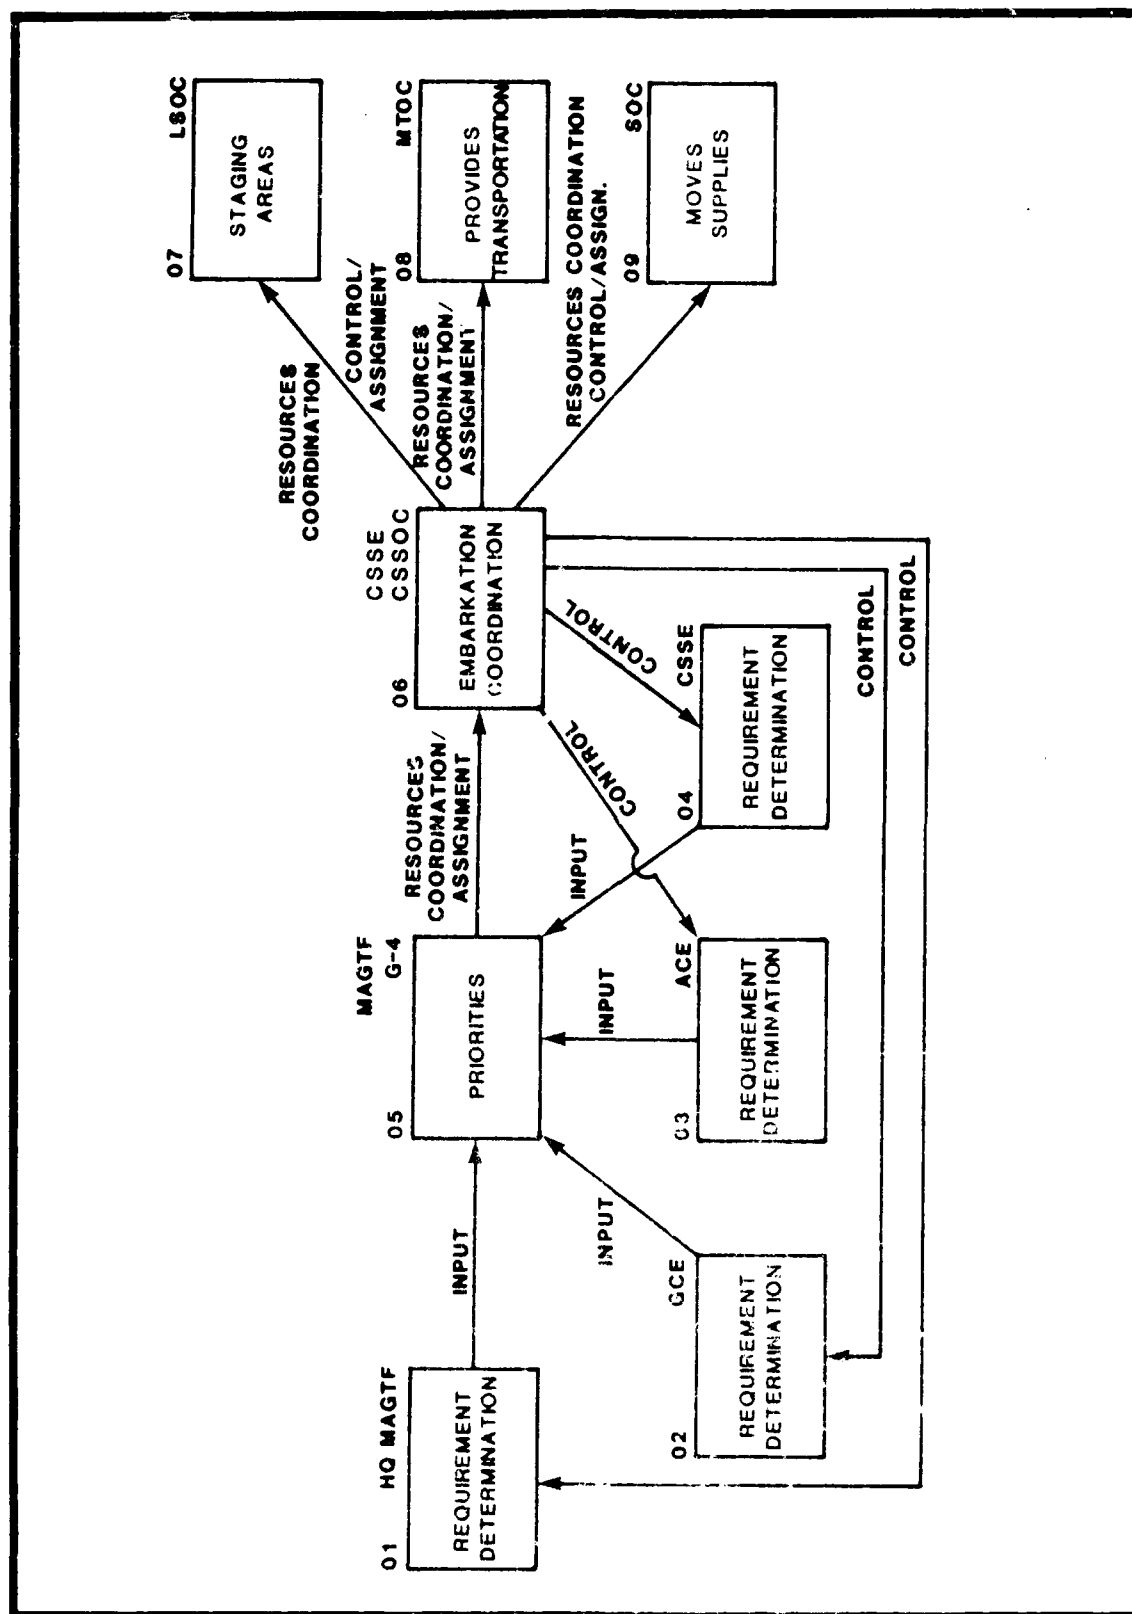 01
HQ MAGTF
REQUIREMENT
DETERMINATION
INPUT
02
GCE
REQUIREMENT
DETERMINATION
INPUT
03
ACE
REQUIREMENT
DETERMINATION
INPUT
04
CSSE
REQUIREMENT
DETERMINATION
INPUT
MAGTF
05
G-4
PRIORITIES
RESOURCES
COORDINATION/
ASSIGNMENT
CSSE
06
CSSOC
EMBARKATION
COORDINATION
CONTROL
CONTROL
CONTROL
CONTROL
RESOURCES
COORDINATION
CONTROL/
ASSIGNMENT
07
LSOC
STAGING
AREAS
RESOURCES
COORDINATION/
ASSIGNMENT
08
MTOC
PROVIDES
TRANSPORTATION
RESOURCES COORDINATION
CONTROL/ASSIGN.
09
SOC
MOVES
SUPPLIES